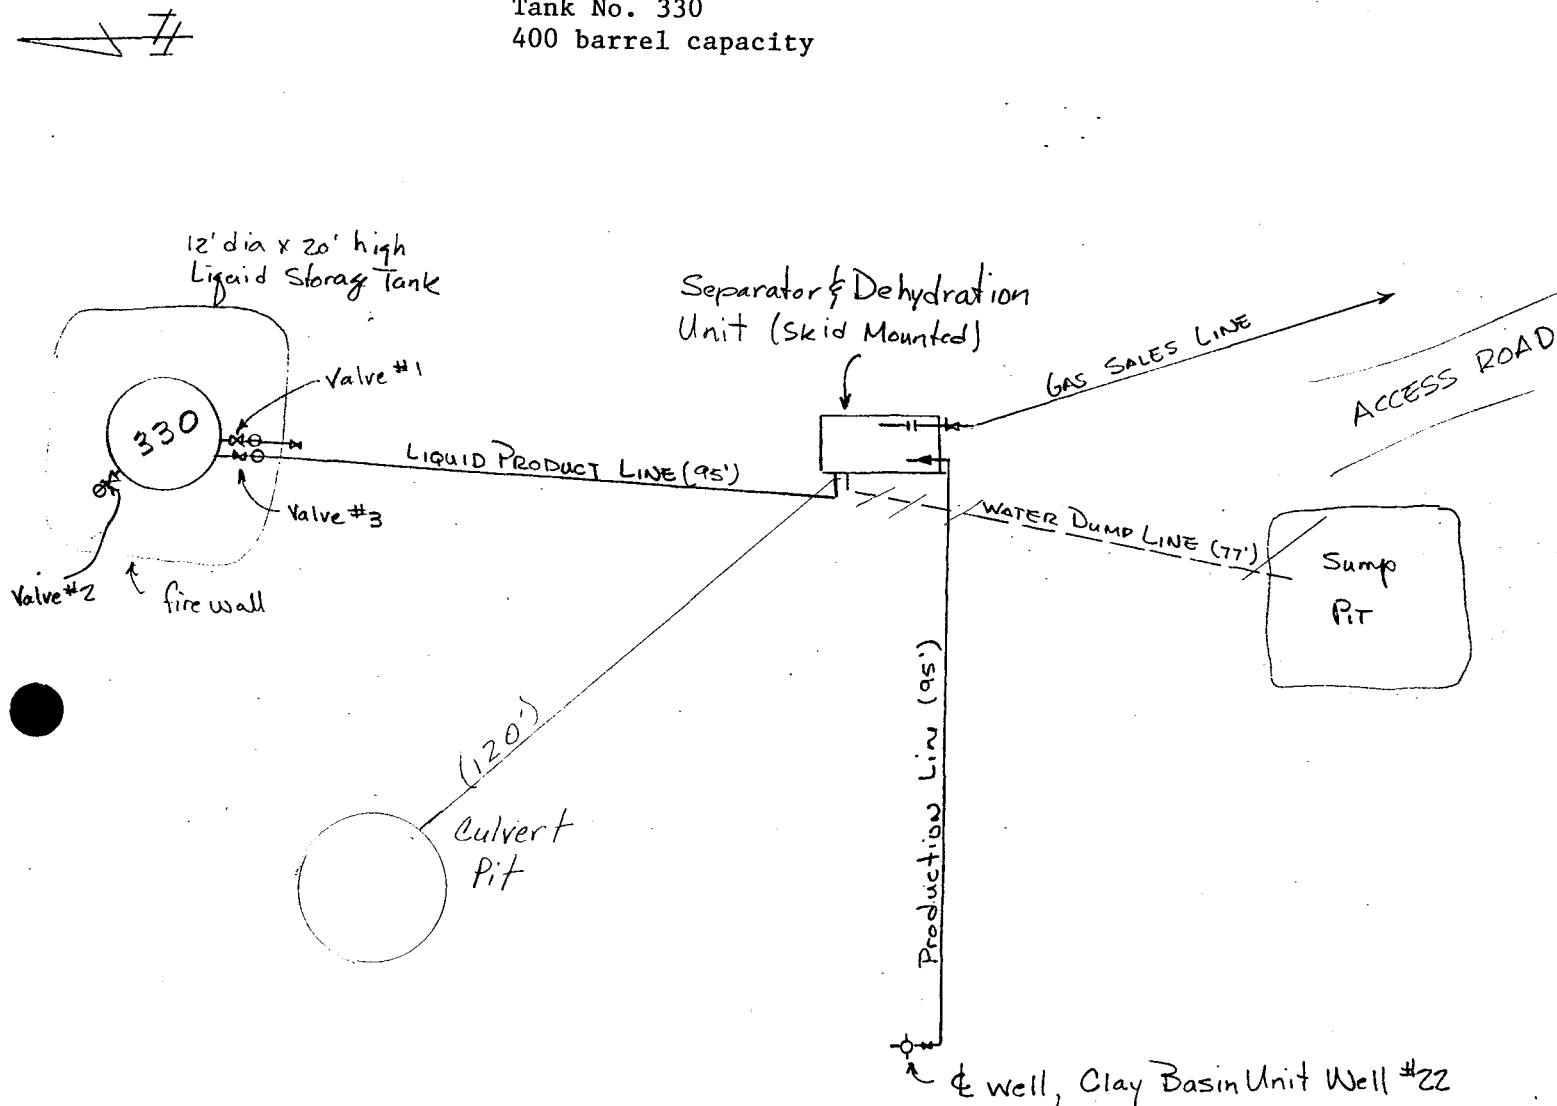 Tank No. 330
400 barrel capacity
N
12' dia x 20' high
Liquid Storage Tank
Separator & Dehydration
Unit (Skid Mounted)
GAS SALES LINE
ACCESS ROAD
Valve #1
330
LIQUID PRODUCT LINE (95')
Valve #3
Valve #2
fire wall
WATER DUMP LINE (77')
Sump
PIT
Production Line (95')
(120')
Culvert
Pit
℄ well, Clay Basin Unit Well #22